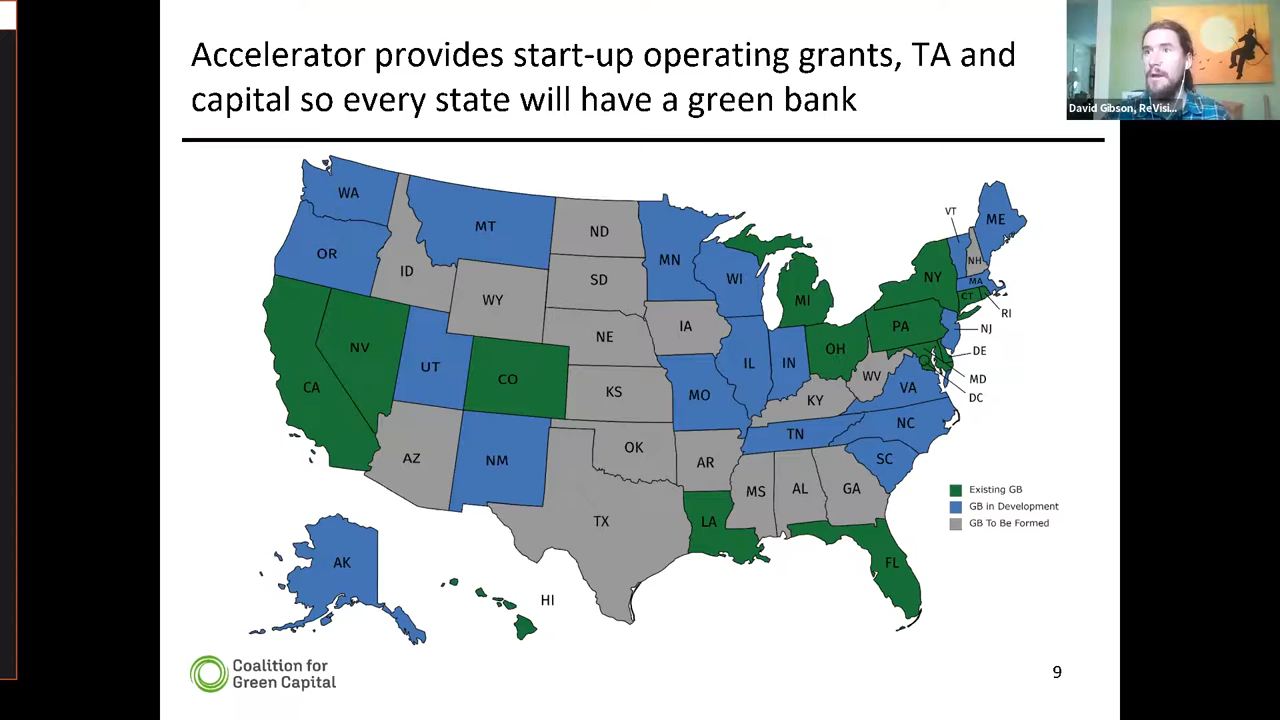 Accelerator provides start-up operating grants, TA and
capital so every state will have a green bank
David Gibson, ReVisi...
WA
MT
ND
MN
VT
ME
OR
ID
SD
WI
NH
NY
MA
WY
MI
CT
RI
IA
PA
NJ
NV
NE
OH
DE
UT
CO
IL
IN
WV
MD
CA
KS
MO
KY
VA
DC
NC
TN
AZ
NM
OK
AR
SC
MS
AL
GA
TX
LA
FL
AK
HI
Existing GB
GB in Development
GB To Be Formed
Coalition for
Green Capital
9